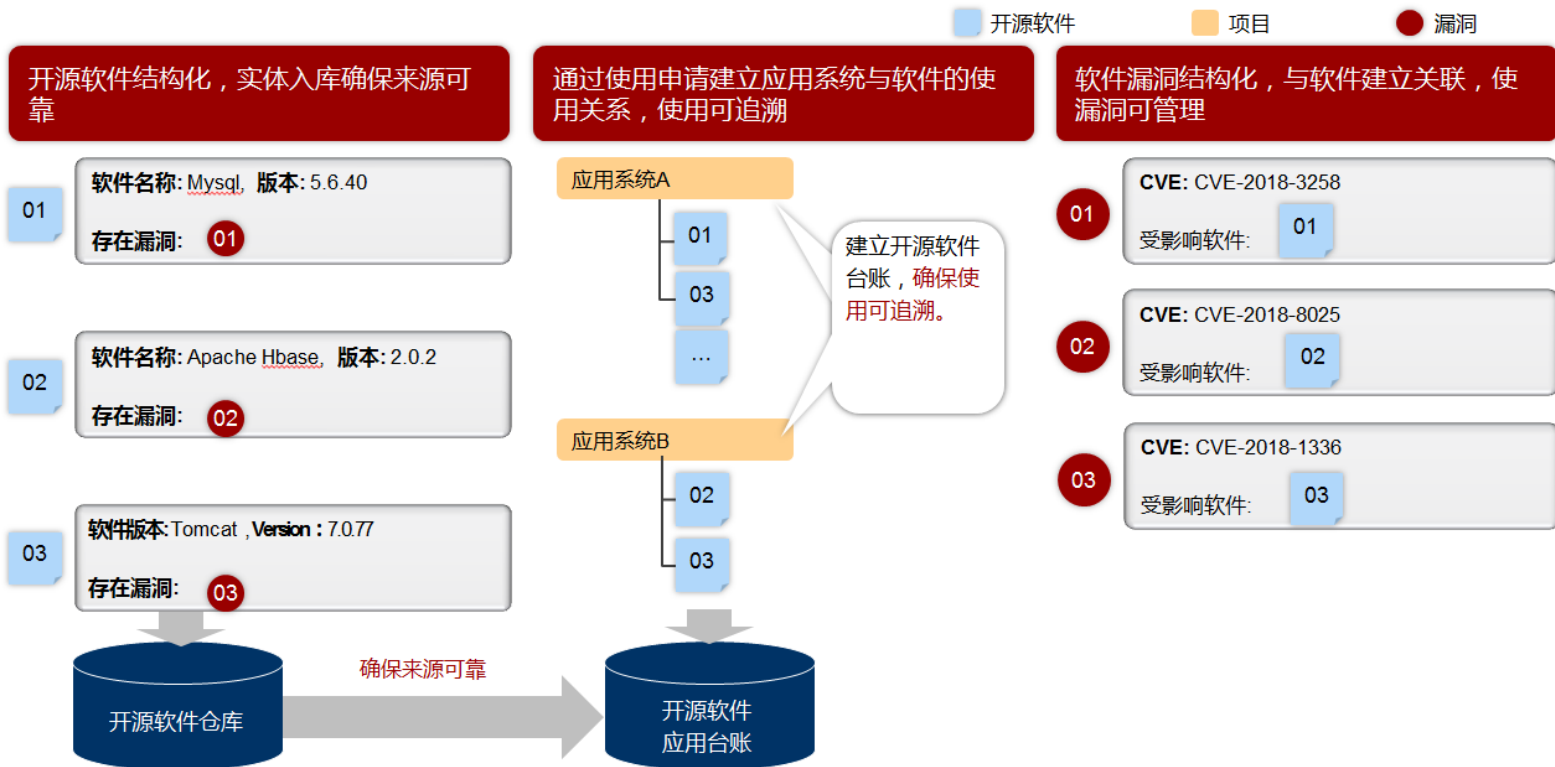 开源软件
项目
漏洞
开源软件结构化，实体入库确保来源可
靠
通过使用申请建立应用系统与软件的使
用关系，使用可追溯
软件漏洞结构化，与软件建立关联，使
漏洞可管理
01
软件名称: Mysql, 版本: 5.6.40
存在漏洞: 01
02
软件名称: Apache Hbase, 版本: 2.0.2
存在漏洞: 02
03
软件版本: Tomcat , Version : 7.0.77
存在漏洞: 03
开源软件仓库
确保来源可靠
应用系统A
01
03
...
建立开源软件
台账，确保使
用可追溯。
应用系统B
02
03
开源软件
应用台账
01
CVE: CVE-2018-3258
受影响软件: 01
02
CVE: CVE-2018-8025
受影响软件: 02
03
CVE: CVE-2018-1336
受影响软件: 03